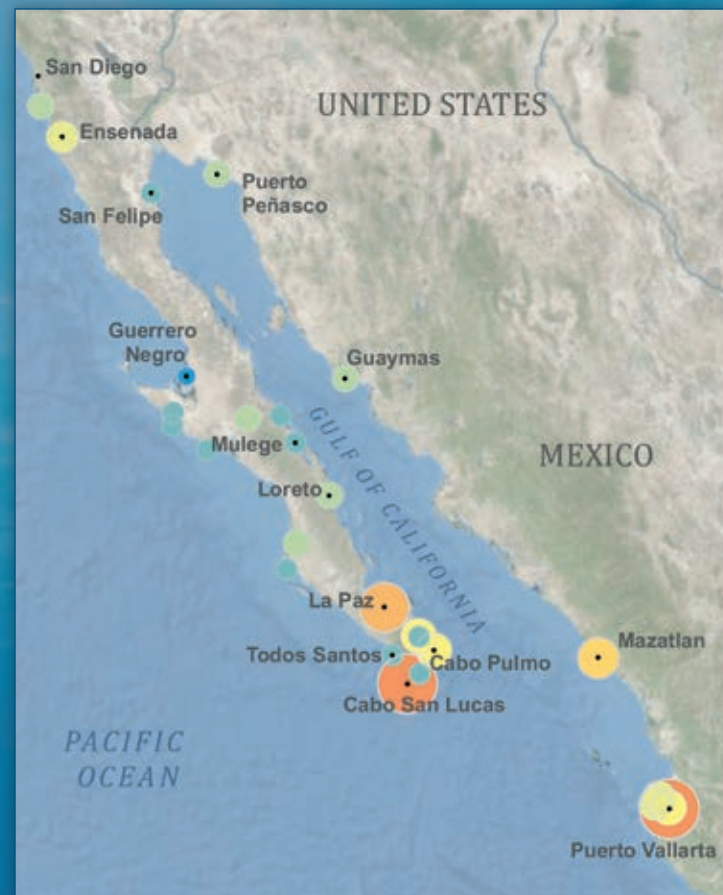 San Diego
UNITED STATES
Ensenada
Puerto
Peñasco
San Felipe
Guerrero
Negro
Guaymas
GULF OF CALIFORNIA
Mulege
MEXICO
Loreto
La Paz
Mazatlan
Todos Santos
Cabo Pulmo
Cabo San Lucas
PACIFIC
OCEAN
Puerto Vallarta